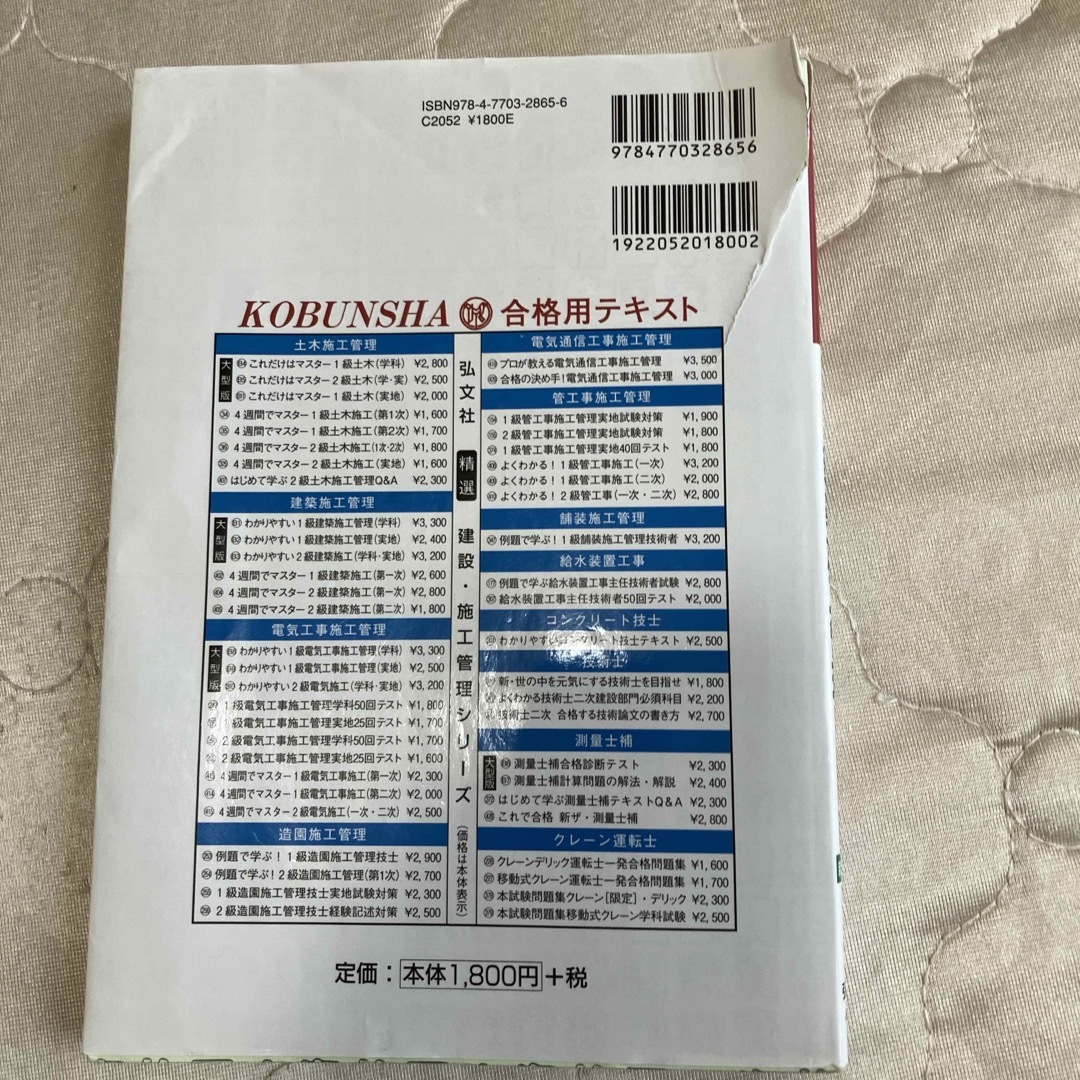 ISBN978-4-7703-2865-6
C2052 ¥1800E
9784770328656
1922052018002
KOBUNSHA 合格用テキスト
土木施工管理
大型版
これだけはマスター1級土木(学科) ¥2,800
これだけはマスター2級土木(学・実) ¥2,500
これだけはマスター1級土木(実地) ¥2,000
4週間でマスター1級土木施工(第1次) ¥1,600
4週間でマスター1級土木施工(第2次) ¥1,700
4週間でマスター2級土木施工(1次・2次) ¥1,800
4週間でマスター2級土木施工(実地) ¥1,600
はじめて学ぶ2級土木施工管理Q&A ¥2,300
建築施工管理
大型版
わかりやすい1級建築施工管理(学科) ¥3,300
わかりやすい1級建築施工管理(実地) ¥2,400
わかりやすい2級建築施工(学科・実地) ¥3,200
4週間でマスター1級建築施工(第一次) ¥2,600
4週間でマスター2級建築施工(第一次) ¥2,800
4週間でマスター2級建築施工(第二次) ¥1,800
電気工事施工管理
大型版
わかりやすい1級電気工事施工管理(学科) ¥3,300
わかりやすい1級電気工事施工管理(実地) ¥2,500
わかりやすい2級電気施工(学科・実地) ¥3,200
1級電気工事施工管理学科50回テスト ¥1,800
1級電気工事施工管理実地25回テスト ¥1,700
2級電気工事施工管理学科50回テスト ¥1,700
2級電気工事施工管理実地25回テスト ¥1,600
4週間でマスター1級電気工事施工(第一次) ¥2,300
4週間でマスター1級電気工事施工(第二次) ¥2,000
4週間でマスター2級電気施工(一次・二次) ¥2,500
造園施工管理
例題で学ぶ!1級造園施工管理技士 ¥2,900
例題で学ぶ!2級造園施工管理(第1次) ¥2,700
1級造園施工管理技士実地試験対策 ¥2,300
2級造園施工管理技士経験記述対策 ¥2,500
弘文社 精選 建設・施工管理シリーズ (価格は本体表示)
電気通信工事施工管理
プロが教える電気通信工事施工管理 ¥3,500
合格の決め手!電気通信工事施工管理 ¥3,000
管工事施工管理
1級管工事施工管理実地試験対策 ¥1,900
2級管工事施工管理実地試験対策 ¥1,800
1級管工事施工管理実地40回テスト ¥1,800
よくわかる!1級管工事施工(一次) ¥3,200
よくわかる!1級管工事施工(二次) ¥2,000
よくわかる!2級管工事(一次・二次) ¥2,800
舗装施工管理
例題で学ぶ!1級舗装施工管理技術者 ¥3,200
給水装置工事
例題で学ぶ給水装置工事主任技術者試験 ¥2,800
給水装置工事主任技術者50回テスト ¥2,000
コンクリート技士
わかりやすいコンクリート技士テキスト ¥2,500
技術士
新・世の中を元気にする技術士を目指せ ¥1,800
よくわかる技術士二次建設部門必須科目 ¥2,200
技術士二次 合格する技術論文の書き方 ¥2,700
測量士補
大型版
測量士補合格診断テスト ¥2,300
測量士補計算問題の解法・解説 ¥2,400
はじめて学ぶ測量士補テキストQ&A ¥2,300
これで合格 新ザ・測量士補 ¥2,800
クレーン運転士
クレーンデリック運転士一発合格問題集 ¥1,600
移動式クレーン運転士一発合格問題集 ¥1,700
本試験問題集クレーン[限定]・デリック ¥2,300
本試験問題集移動式クレーン学科試験 ¥2,500
定価:本体1,800円+税